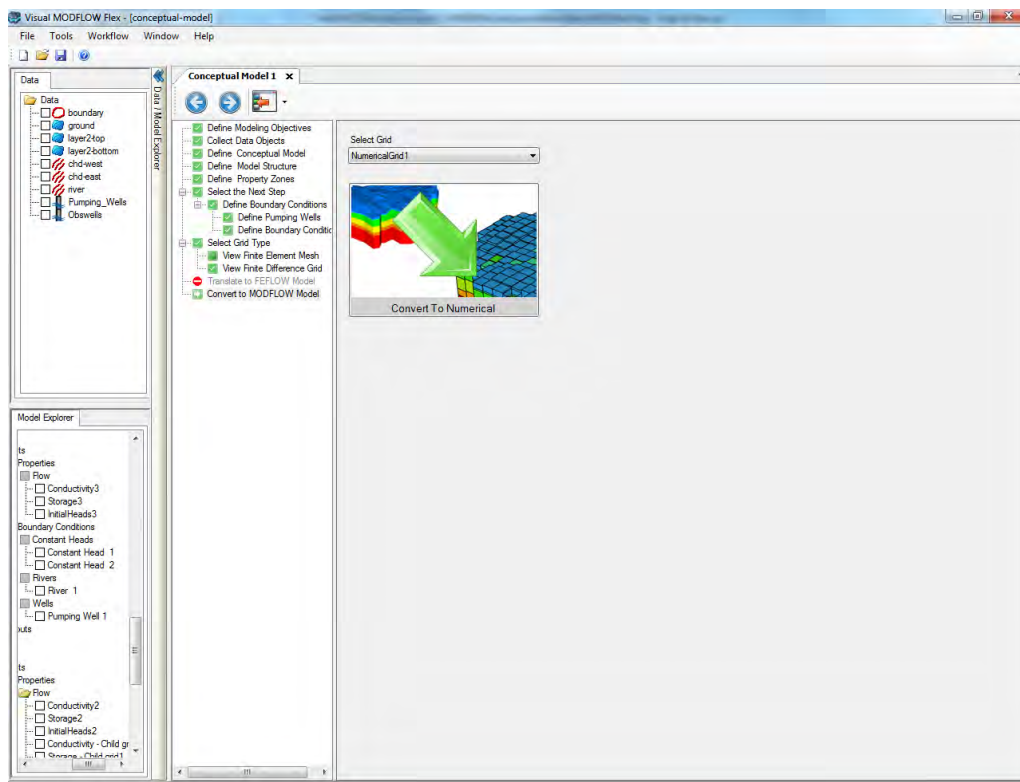 Visual MODFLOW Flex - [conceptual-model]
File Tools Workflow Window Help
Data
Data
boundary
ground
layer2-top
layer2-bottom
chd-west
chd-east
river
Pumping_Wells
Obswells
Data / Model Explorer
Conceptual Model 1
Define Modeling Objectives
Collect Data Objects
Define Conceptual Model
Define Model Structure
Define Property Zones
Select the Next Step
Define Boundary Conditions
Define Pumping Wells
Define Boundary Conditic
Select Grid Type
View Finite Element Mesh
View Finite Difference Grid
Translate to FEFLOW Model
Convert to MODFLOW Model
Select Grid
NumericalGrid1
Convert To Numerical
Model Explorer
ts
Properties
Flow
Conductivity3
Storage3
InitialHeads3
Boundary Conditions
Constant Heads
Constant Head 1
Constant Head 2
Rivers
River 1
Wells
Pumping Well 1
outs
ts
Properties
Flow
Conductivity2
Storage2
InitialHeads2
Conductivity - Child gr
Storage - Child grid1